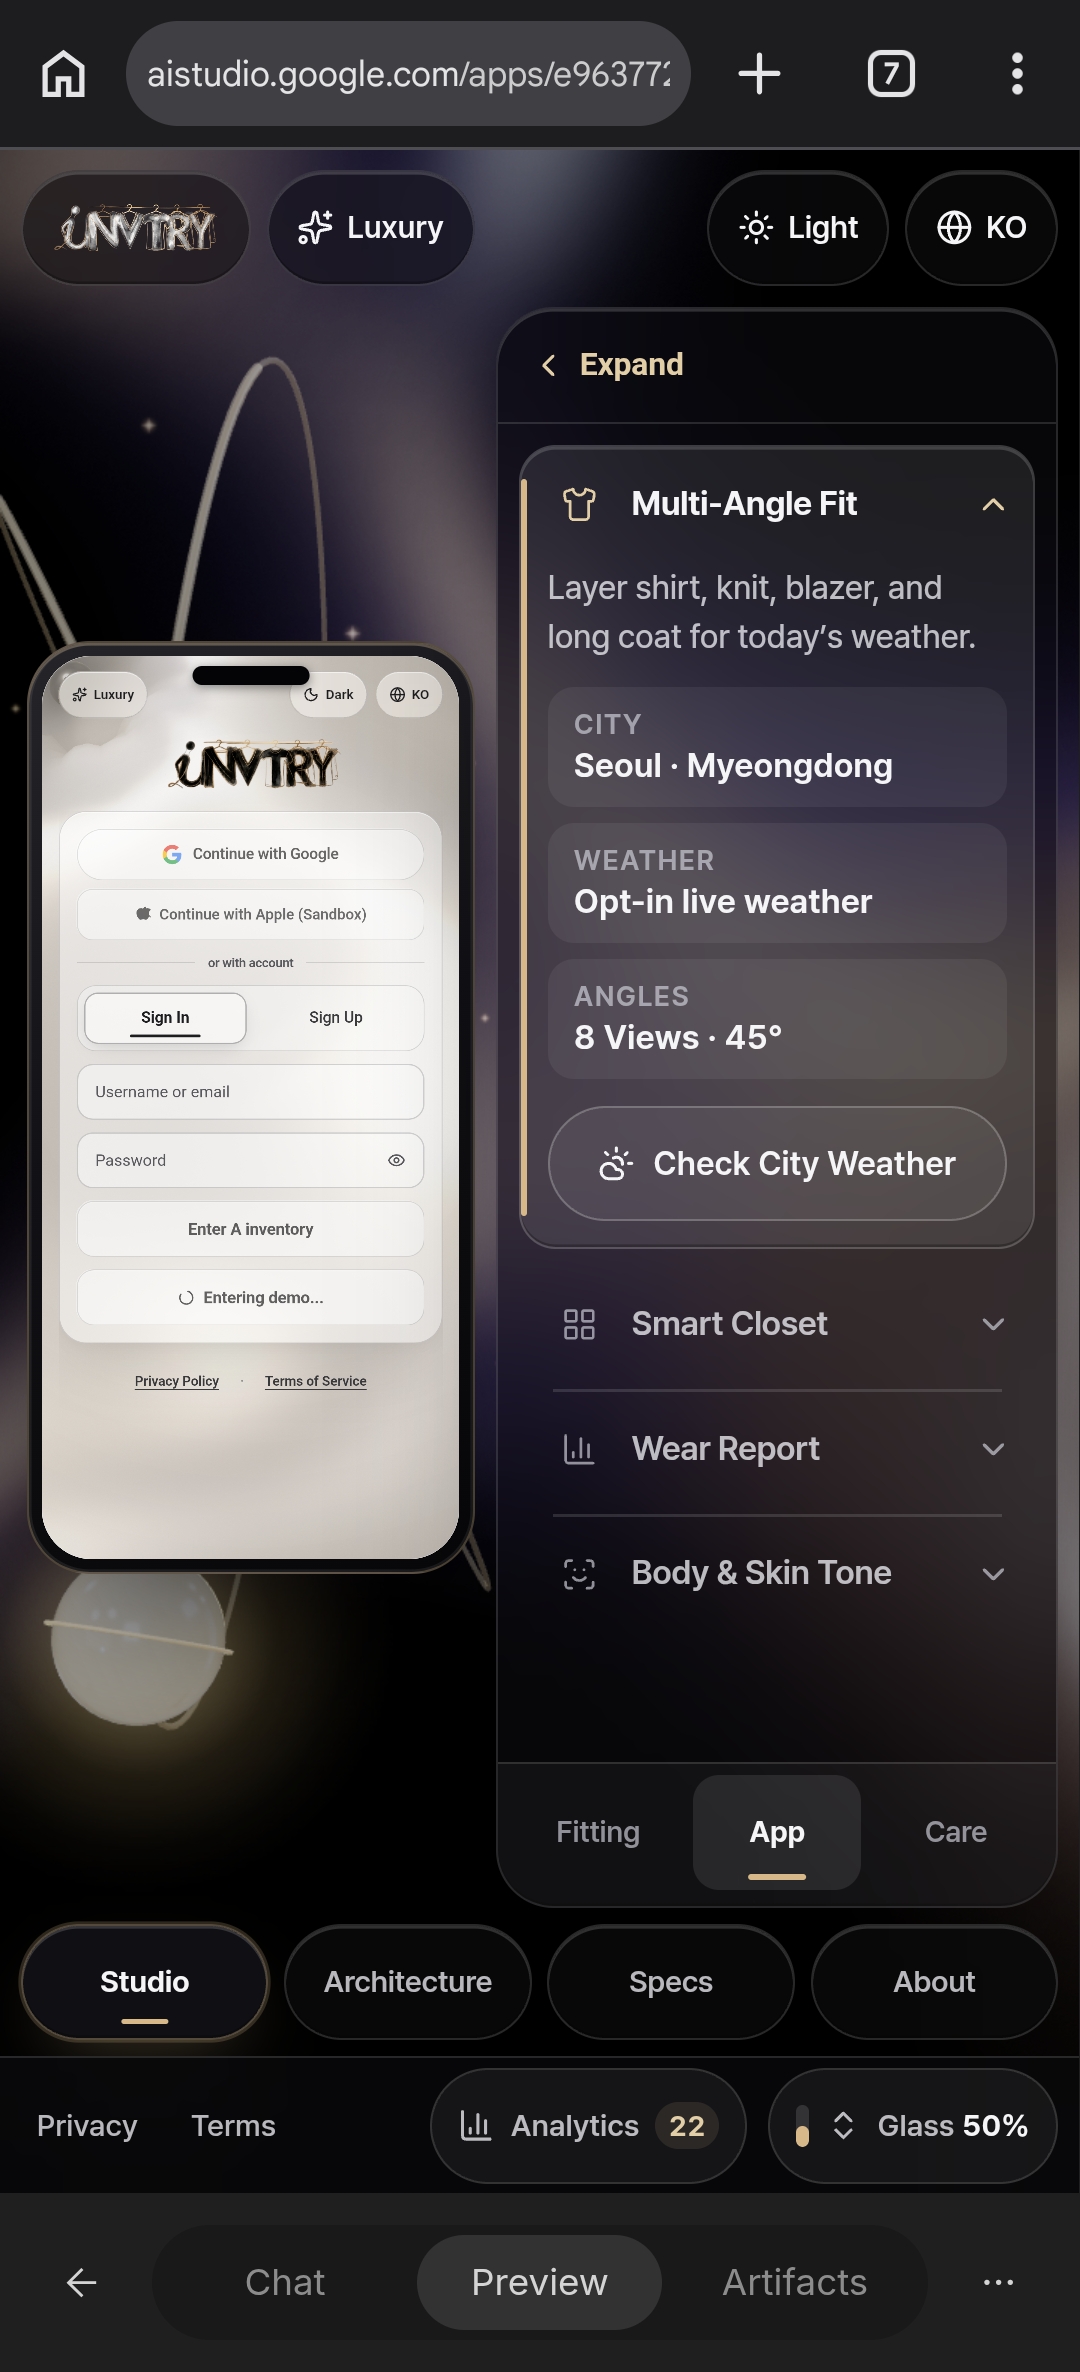 aistudio.google.com/apps/e963772
7
iNVTRY
Luxury
Light
KO
Expand
Multi-Angle Fit
Layer shirt, knit, blazer, and
long coat for today’s weather.
CITY
Seoul · Myeongdong
WEATHER
Opt-in live weather
ANGLES
8 Views · 45°
Check City Weather
Smart Closet
Wear Report
Body & Skin Tone
Fitting
App
Care
Luxury
Dark
KO
iNVTRY
Continue with Google
Continue with Apple (Sandbox)
or with account
Sign In
Sign Up
Username or email
Password
Enter A inventory
Entering demo...
Privacy Policy
·
Terms of Service
Studio
Architecture
Specs
About
Privacy
Terms
Analytics 22
Glass 50%
Chat
Preview
Artifacts